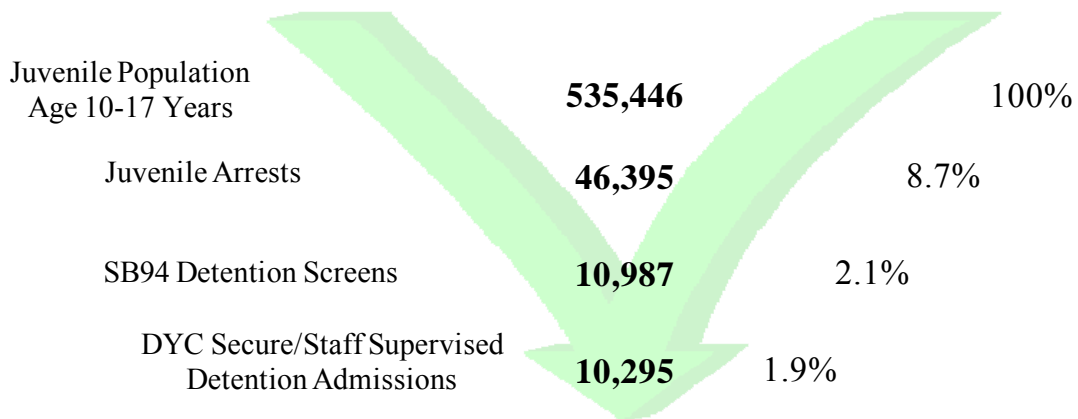 Juvenile Population
Age 10-17 Years
535,446
100%
Juvenile Arrests
46,395
8.7%
SB94 Detention Screens
10,987
2.1%
DYC Secure/Staff Supervised
Detention Admissions
10,295
1.9%